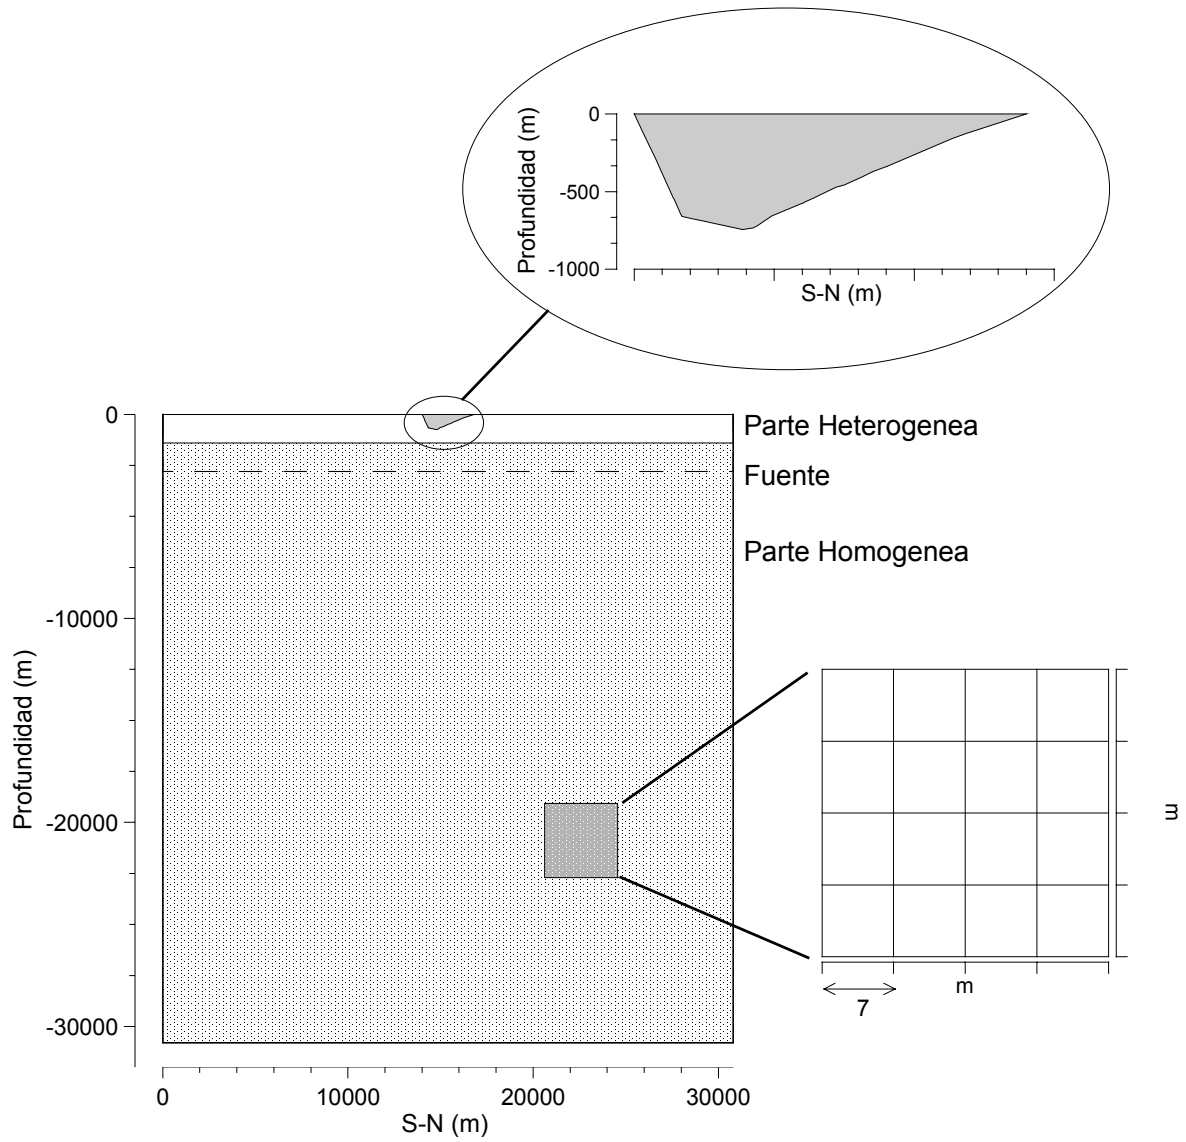 Profundidad (m)
0
-500
-1000
S-N (m)
0
Parte Heterogenea
Fuente
Parte Homogenea
-10000
Profundidad (m)
-20000
m
m
7
-30000
0 10000 20000 30000
S-N (m)